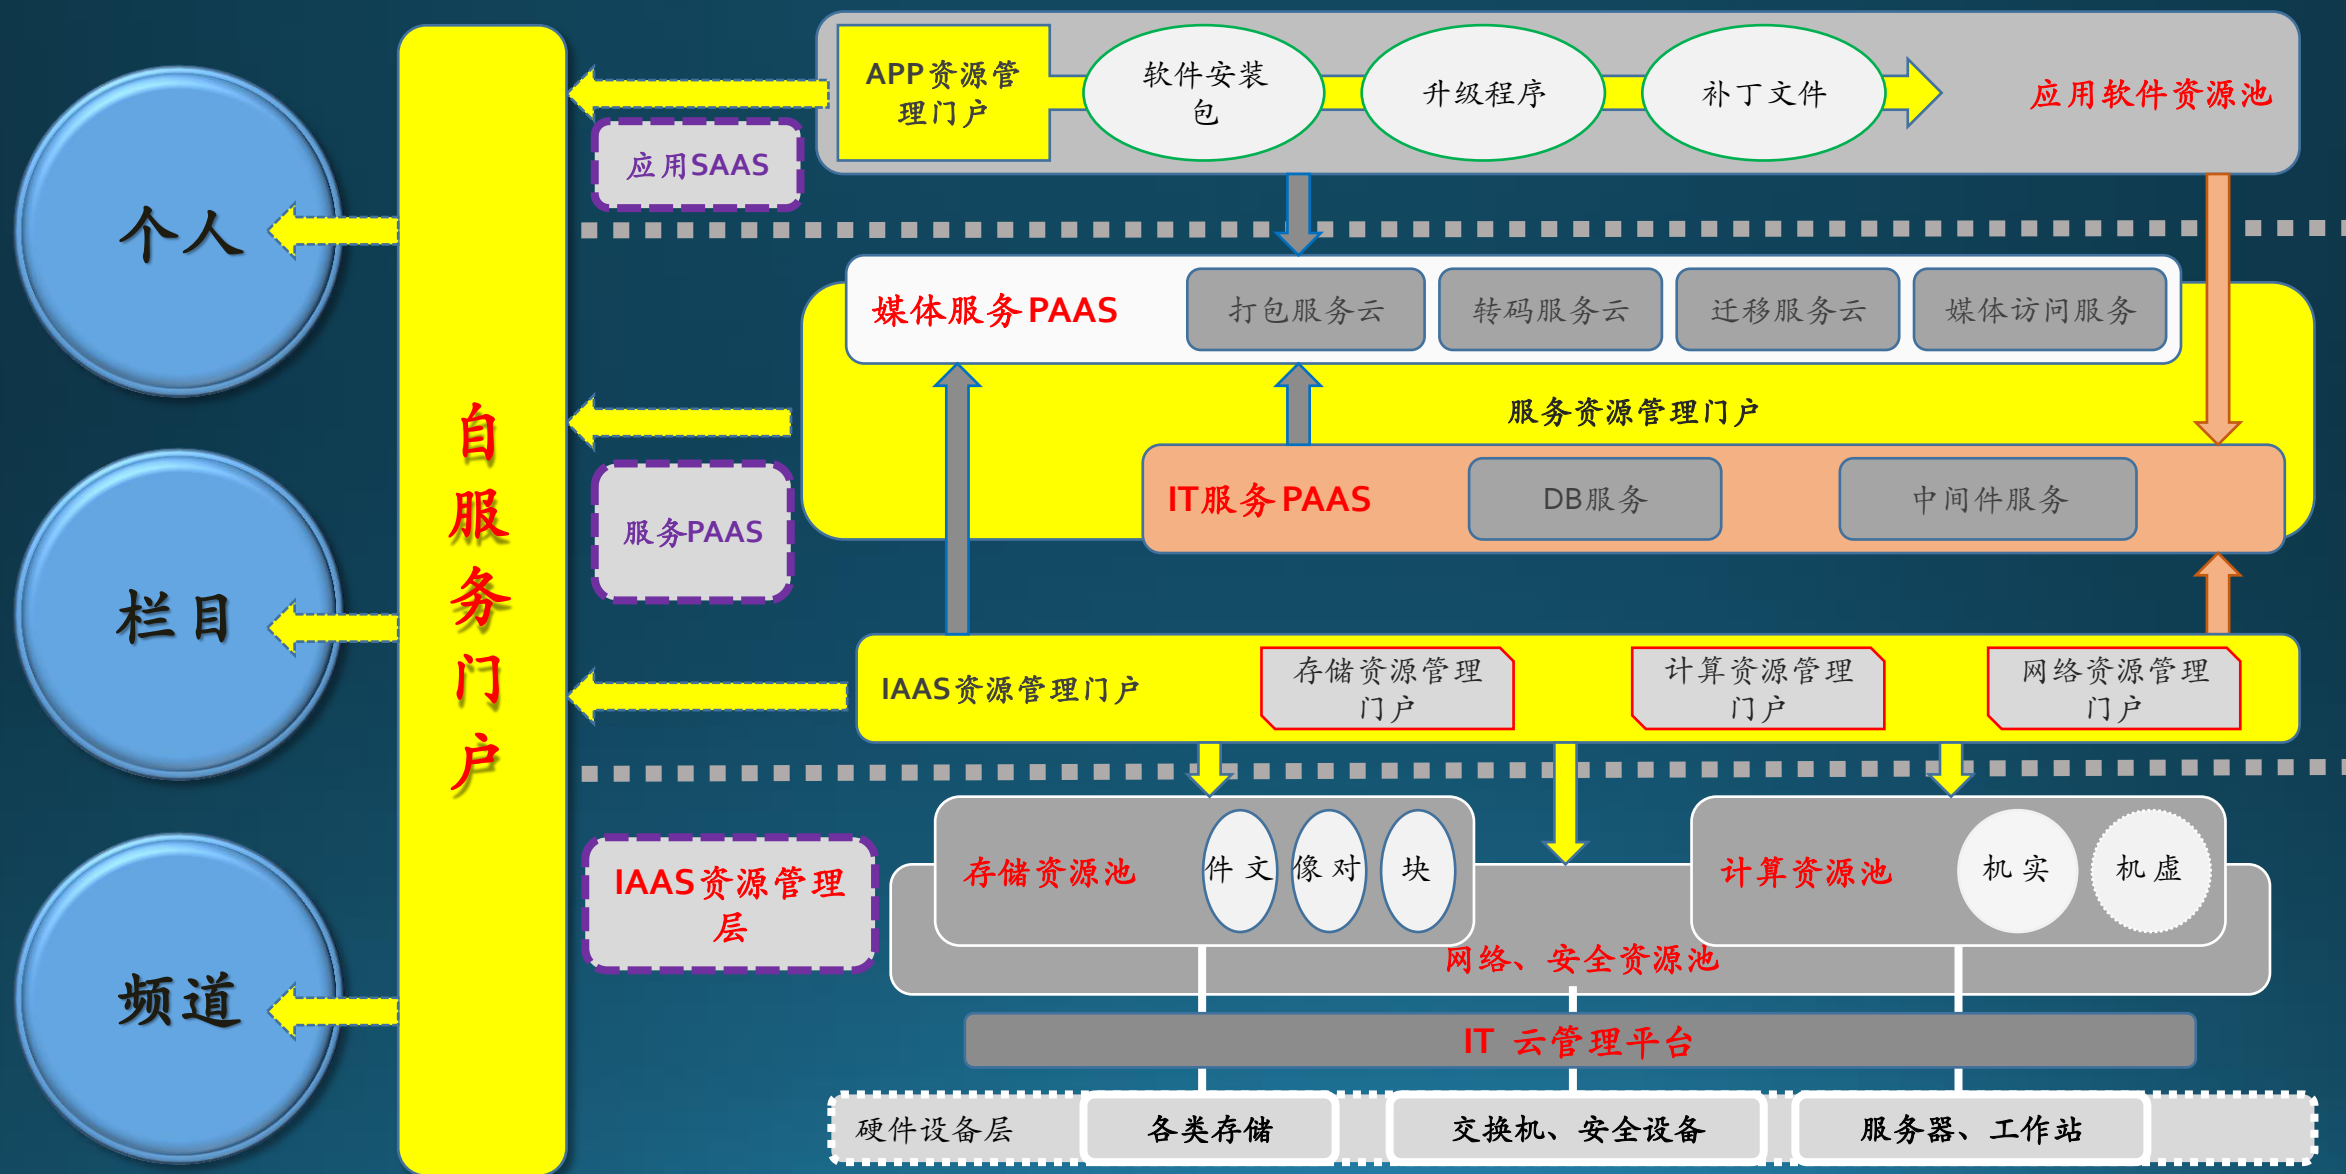 个人
栏目
频道
自服务门户
APP资源管
理门户
软件安装
包
升级程序
补丁文件
应用软件资源池
应用SAAS
媒体服务PAAS
打包服务云
转码服务云
迁移服务云
媒体访问服务
服务资源管理门户
服务PAAS
IT服务PAAS
DB服务
中间件服务
IAAS资源管理门户
存储资源管理
门户
计算资源管理
门户
网络资源管理
门户
IAAS资源管理
层
存储资源池
件 文
像 对
块
计算资源池
机 实
机 虚
网络、安全资源池
IT 云管理平台
硬件设备层
各类存储
交换机、安全设备
服务器、工作站